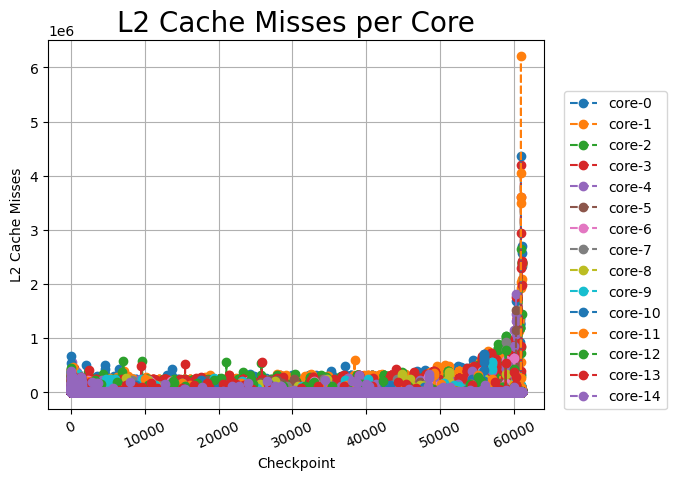 L2 Cache Misses per Core
1e6
6
5
4
3
2
1
0
L2 Cache Misses
0
10000
20000
30000
40000
50000
60000
Checkpoint
core-0
core-1
core-2
core-3
core-4
core-5
core-6
core-7
core-8
core-9
core-10
core-11
core-12
core-13
core-14